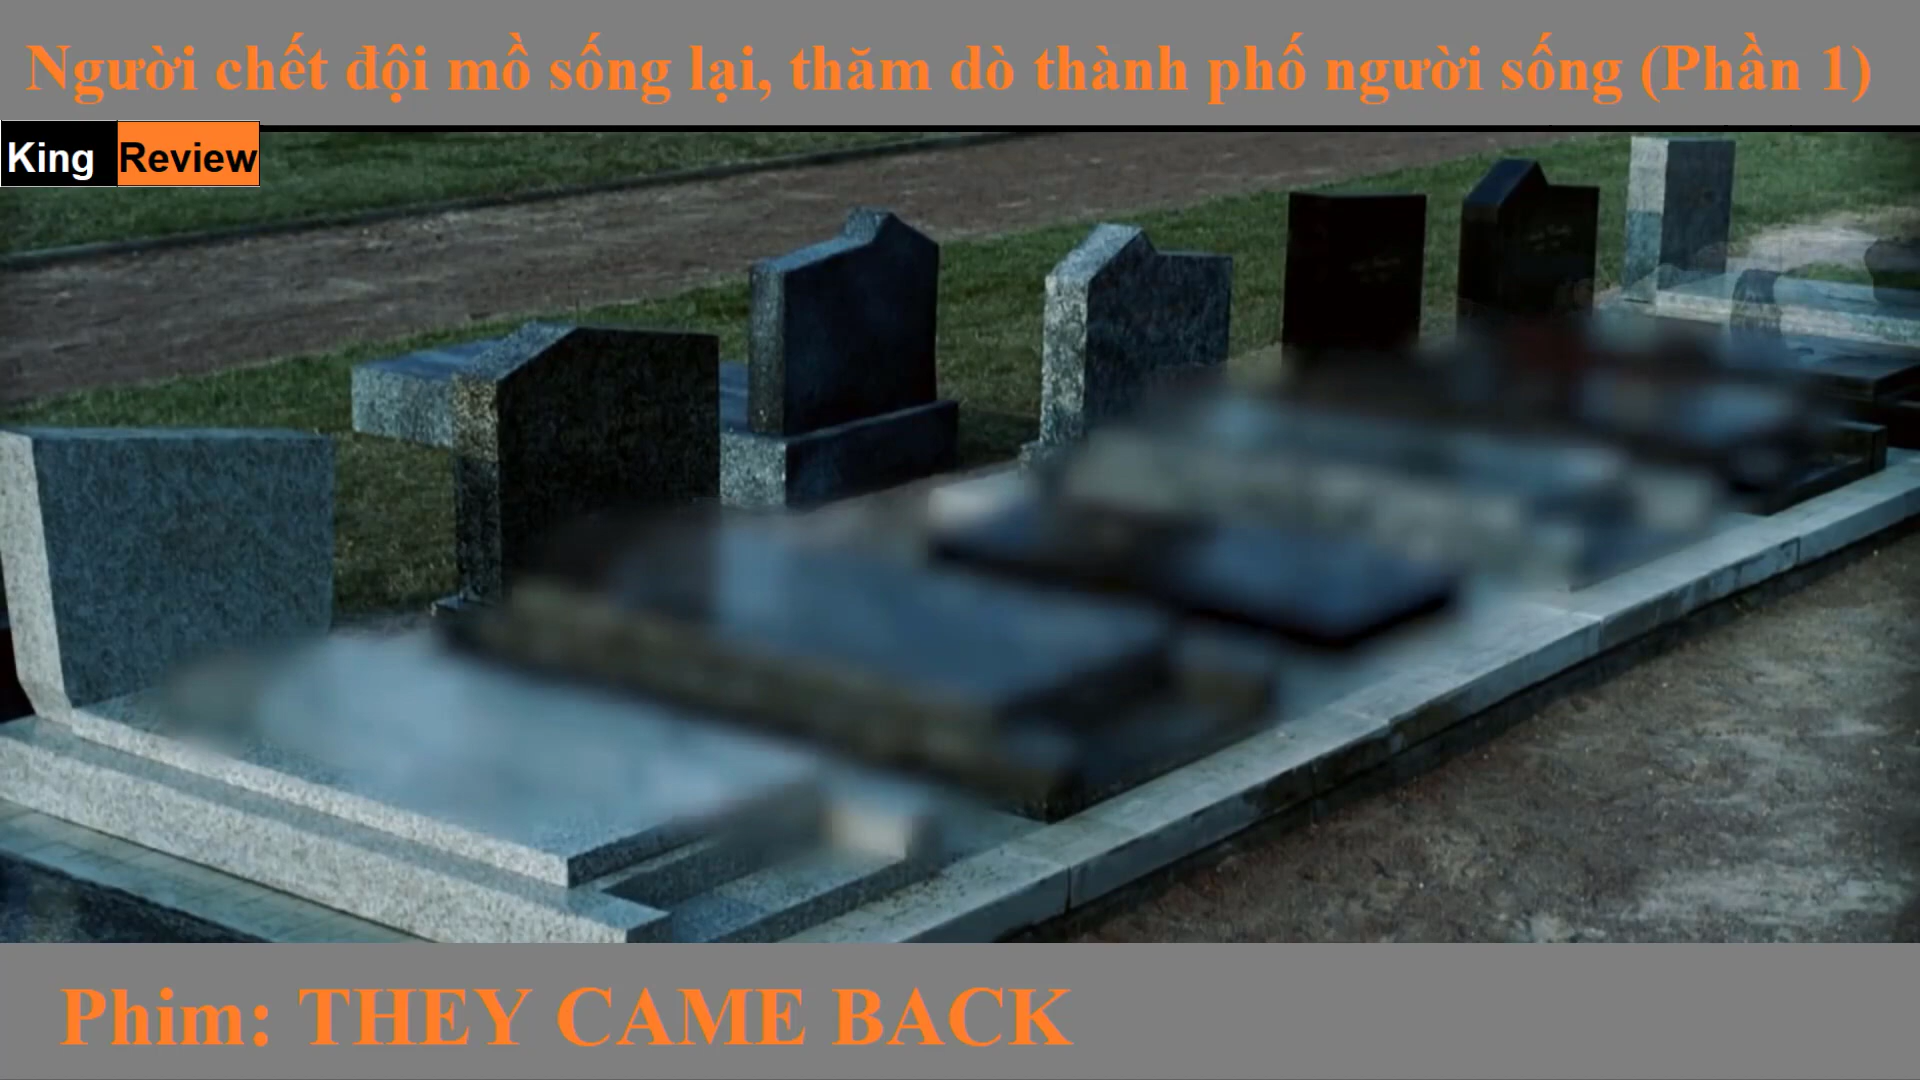 Người chết đội mồ sống lại, thăm dò thành phố người sống (Phần 1)
King Review
Phim: THEY CAME BACK